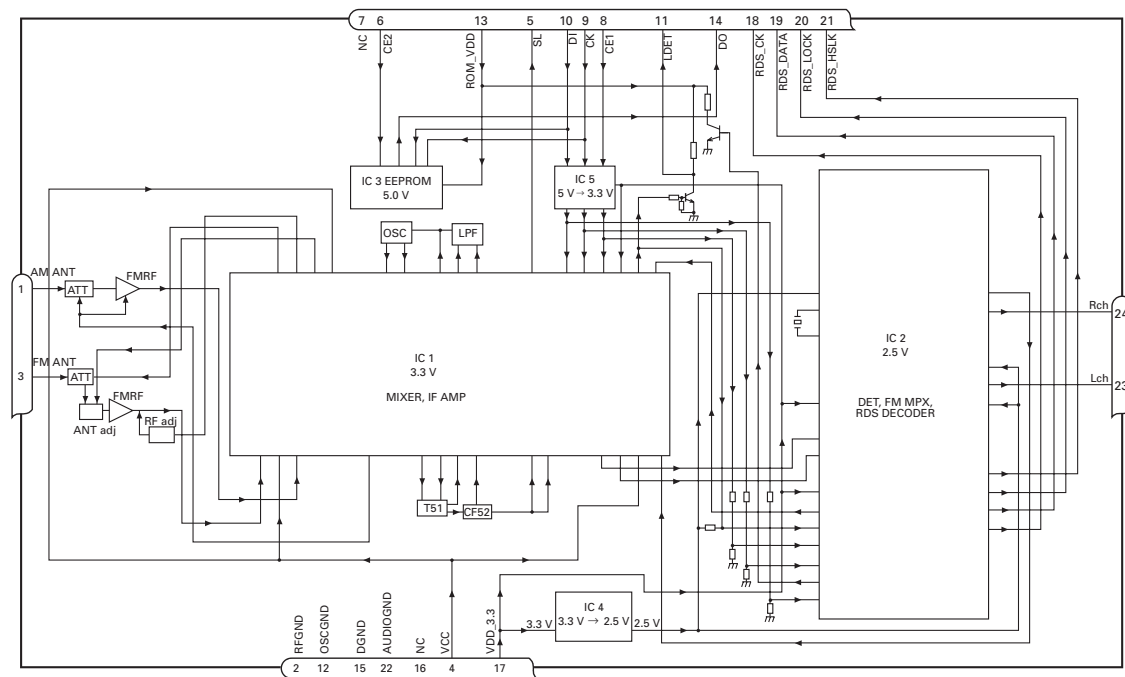 7 6 13 5 10 9 8 11 14 18 19 20 21
NC
CE2
ROM_VDD
SL
DI
CK
CE1
LDET
DO
RDS_CK
RDS_DATA
RDS_LOCK
RDS_HSLK
IC 3 EEPROM
5.0 V
IC 5
5 V → 3.3 V
OSC
LPF
AM ANT
FMRF
1
ATT
FM ANT
3
ATT
FMRF
RF adj
ANT adj
IC 1
3.3 V
MIXER, IF AMP
IC 2
2.5 V
DET, FM MPX,
RDS DECODER
Rch
24
Lch
23
T51
CF52
IC 4
3.3 V → 2.5 V
3.3 V
2.5 V
RFGND
OSCGND
DGND
AUDIOGND
NC
VCC
VDD_3.3
2 12 15 22 16 4 17